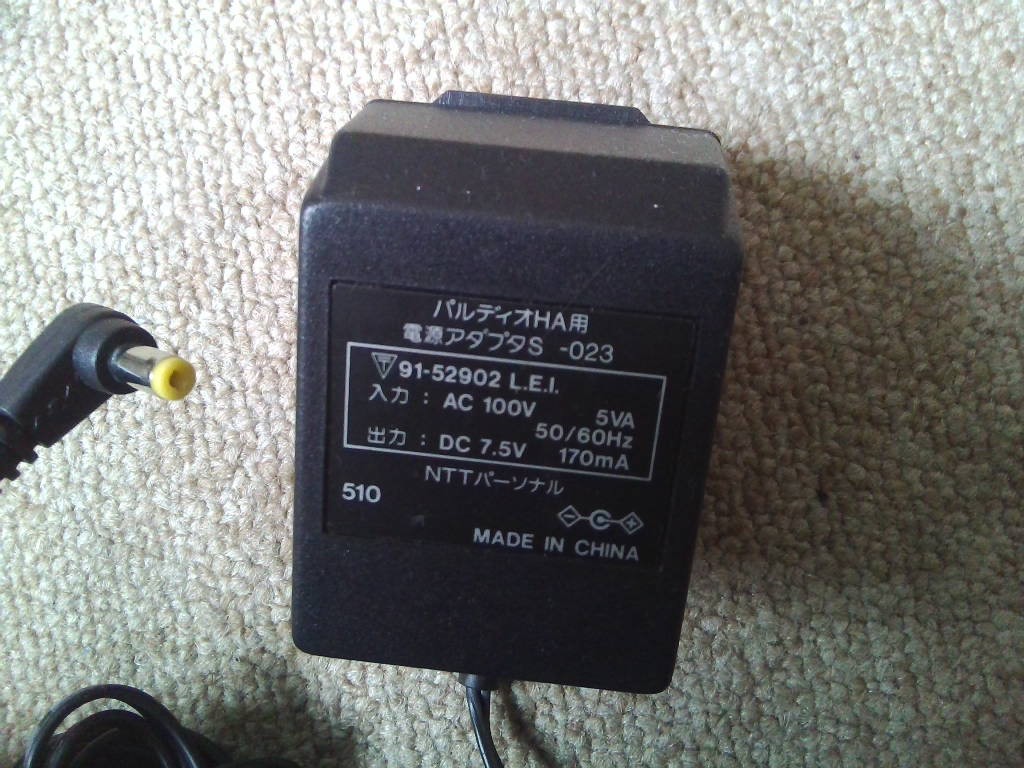 パルディオHA用
電源アダプタS -023
91-52902 L.E.I.
入力 : AC 100V 5VA
50/60Hz
出力 : DC 7.5V 170mA
NTTパーソナル
510
MADE IN CHINA